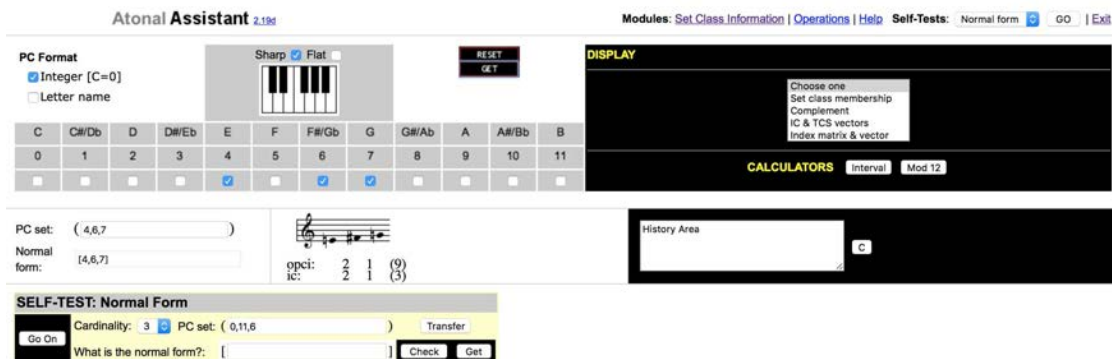 Atonal Assistant 2.19d
Modules: Set Class Information | Operations | Help Self-Tests: Normal form GO | Exit
PC Format
Integer [C=0]
Letter name
Sharp Flat
RESET
GET
DISPLAY
Choose one
Set class membership
Complement
IC & TCS vectors
Index matrix & vector
CALCULATORS Interval Mod 12
C C#/Db D D#/Eb E F F#/Gb G G#/Ab A A#/Bb B
0 1 2 3 4 5 6 7 8 9 10 11
PC set: ( 4,6,7 )
Normal
form: [4,6,7]
opci: 2 1 (9)
ic: 2 1 (3)
History Area
C
SELF-TEST: Normal Form
Go On
Cardinality: 3 PC set: ( 0,11,6 ) Transfer
What is the normal form?: [ ] Check Get